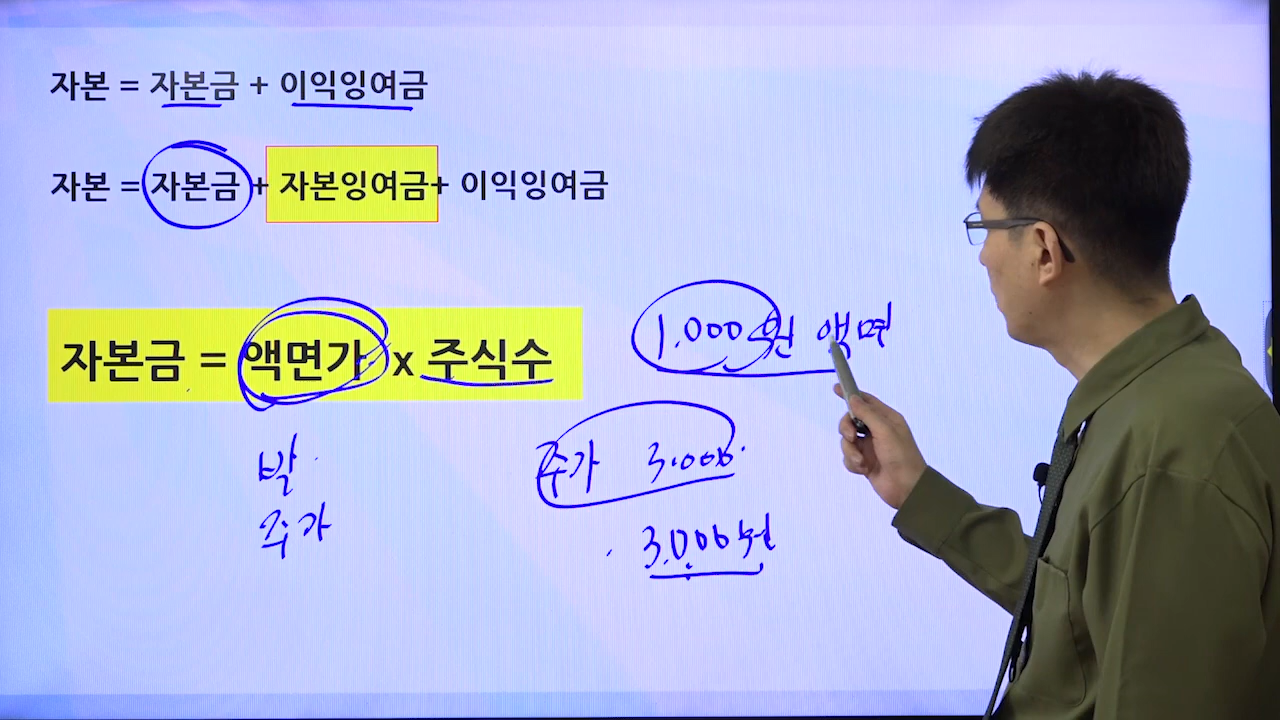 자본 = 자본금 + 이익잉여금
자본 = 자본금 + 자본잉여금+ 이익잉여금
자본금 = 액면가 x 주식수
1.000원 액면
발
주가
주가 3.000
3.000원